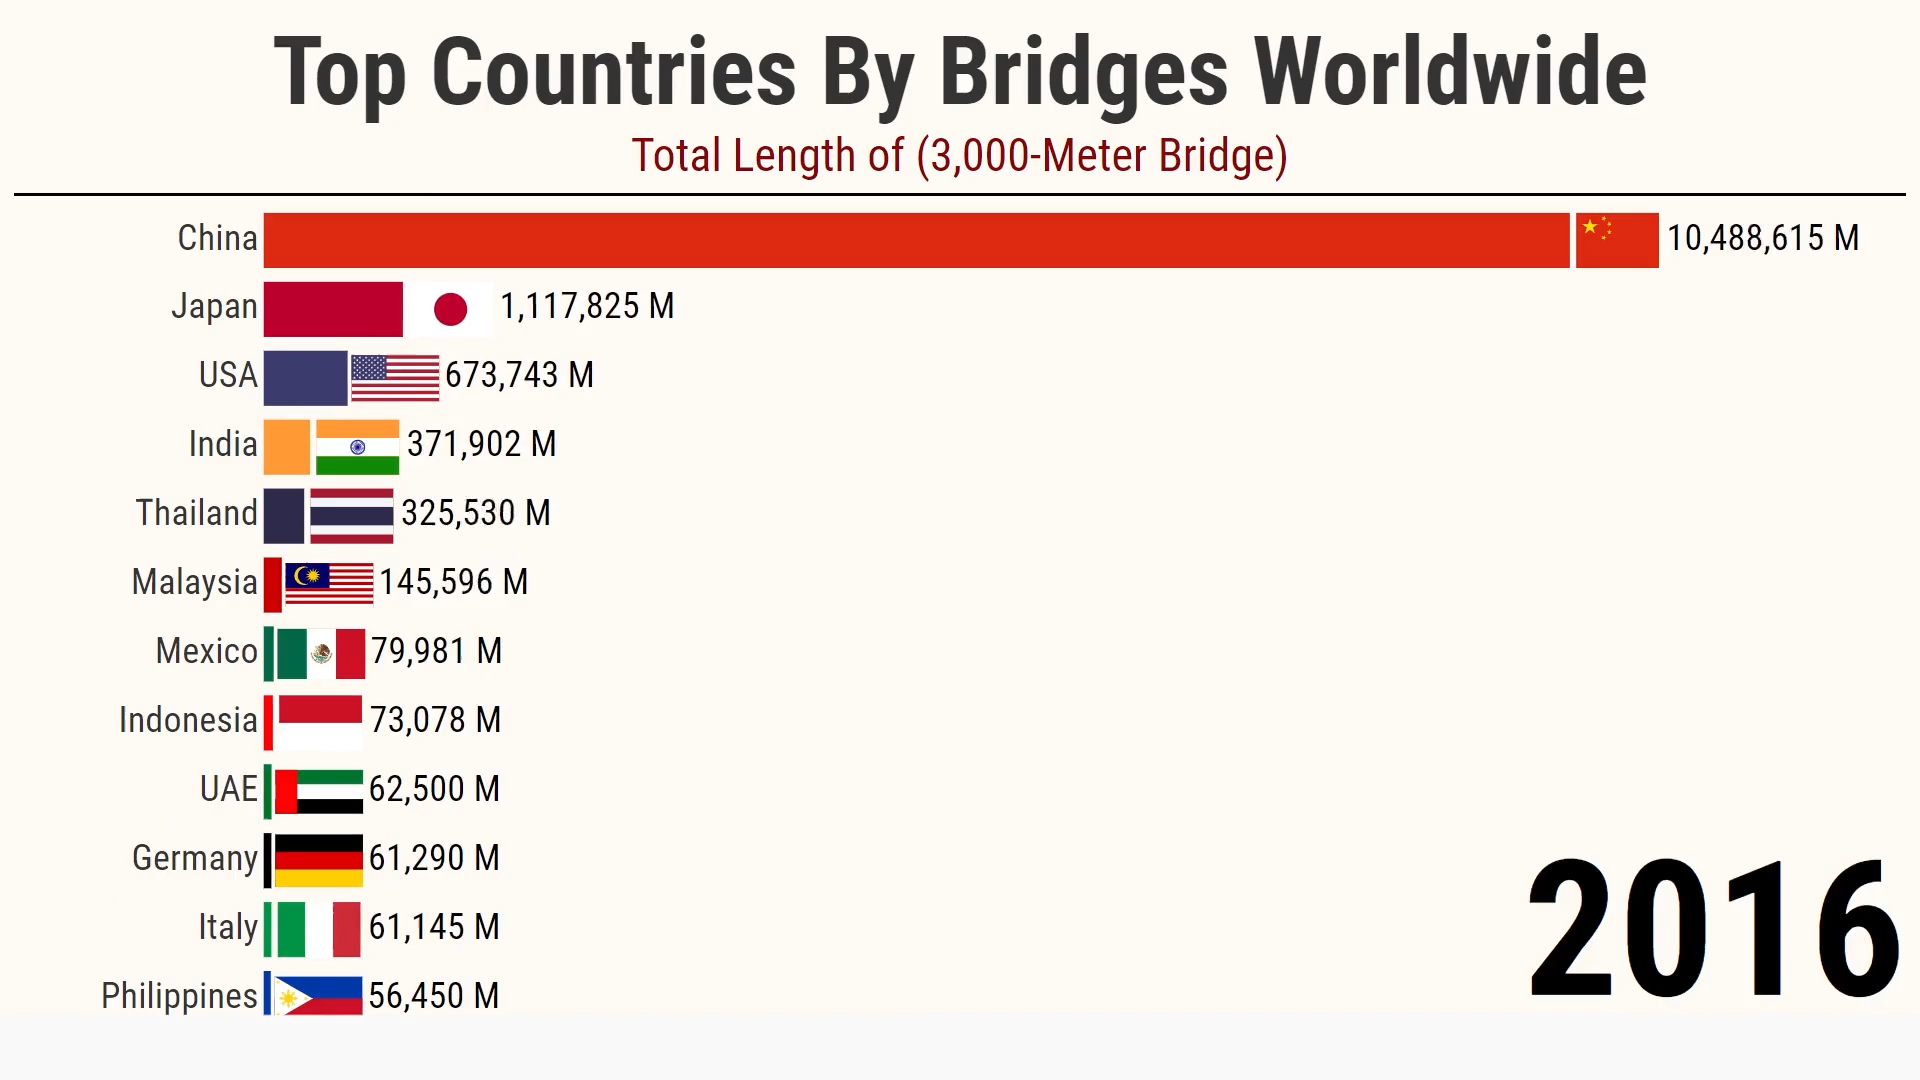 Top Countries By Bridges Worldwide
Total Length of (3,000-Meter Bridge)
China 10,488,615 M
Japan 1,117,825 M
USA 673,743 M
India 371,902 M
Thailand 325,530 M
Malaysia 145,596 M
Mexico 79,981 M
Indonesia 73,078 M
UAE 62,500 M
Germany 61,290 M
Italy 61,145 M
Philippines 56,450 M
2016